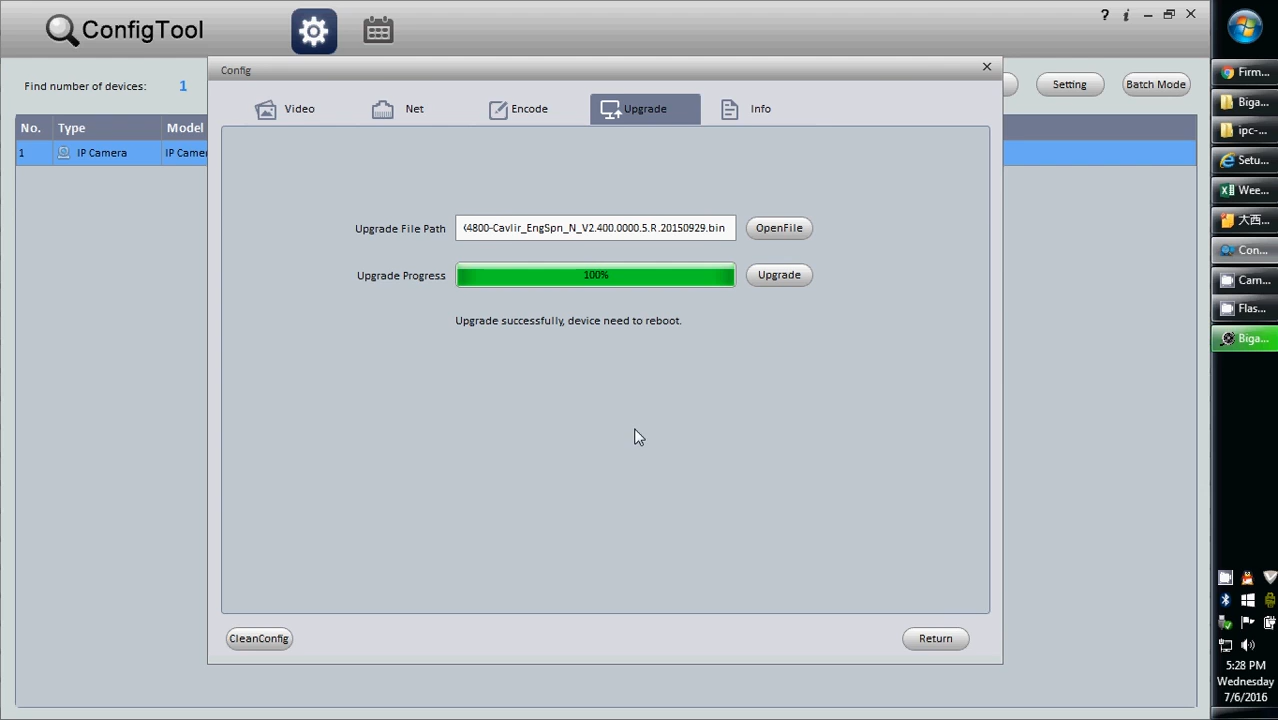 ConfigTool
? i
Find number of devices: 1
Setting
Batch Mode
No. Type Model
1 IP Camera IP Camer
Config
Video Net Encode Upgrade Info
Upgrade File Path
(4800-Cavlir_EngSpn_N_V2.400.0000.5.R.20150929.bin
OpenFile
Upgrade Progress
100%
Upgrade
Upgrade successfully, device need to reboot.
CleanConfig
Return
Firm...
Biga...
ipc-...
Setu...
Wee...
大西...
Con...
Cam...
Flas...
Biga...
5:28 PM
Wednesday
7/6/2016